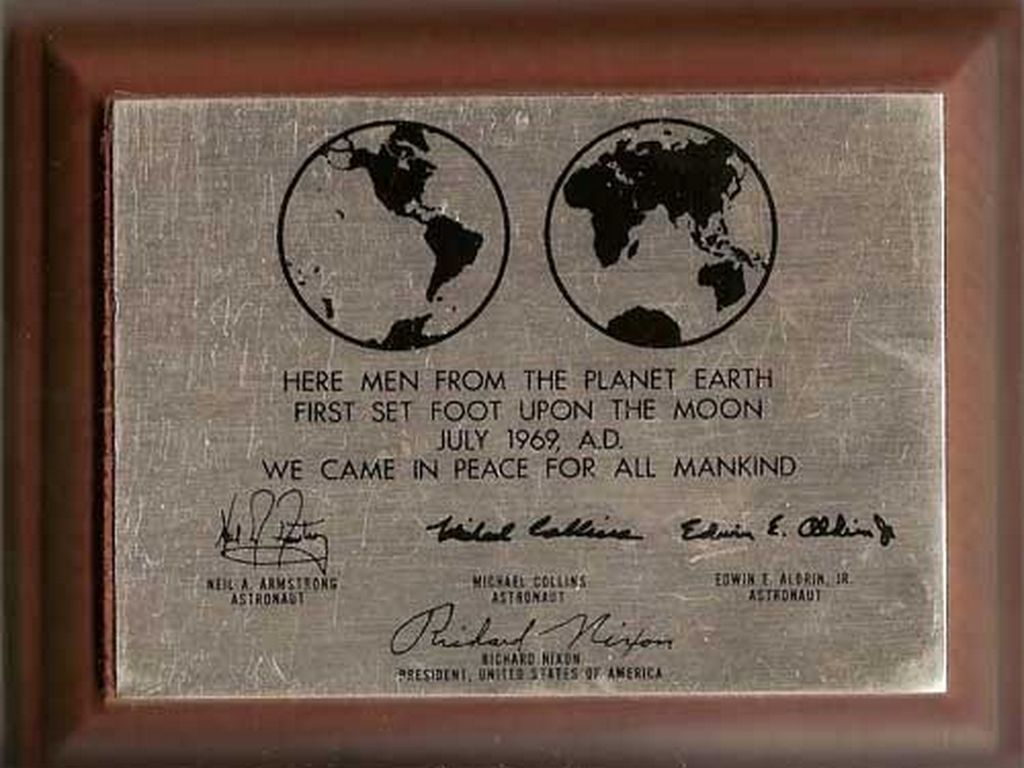 HERE MEN FROM THE PLANET EARTH
FIRST SET FOOT UPON THE MOON
JULY 1969, A.D.
WE CAME IN PEACE FOR ALL MANKIND
Neil A. Armstrong Michael Collins Edwin E. Aldrin Jr
NEIL A. ARMSTRONG MICHAEL COLLINS EDWIN E. ALDRIN, JR.
ASTRONAUT ASTRONAUT ASTRONAUT
Richard Nixon
RICHARD NIXON
PRESIDENT, UNITED STATES OF AMERICA